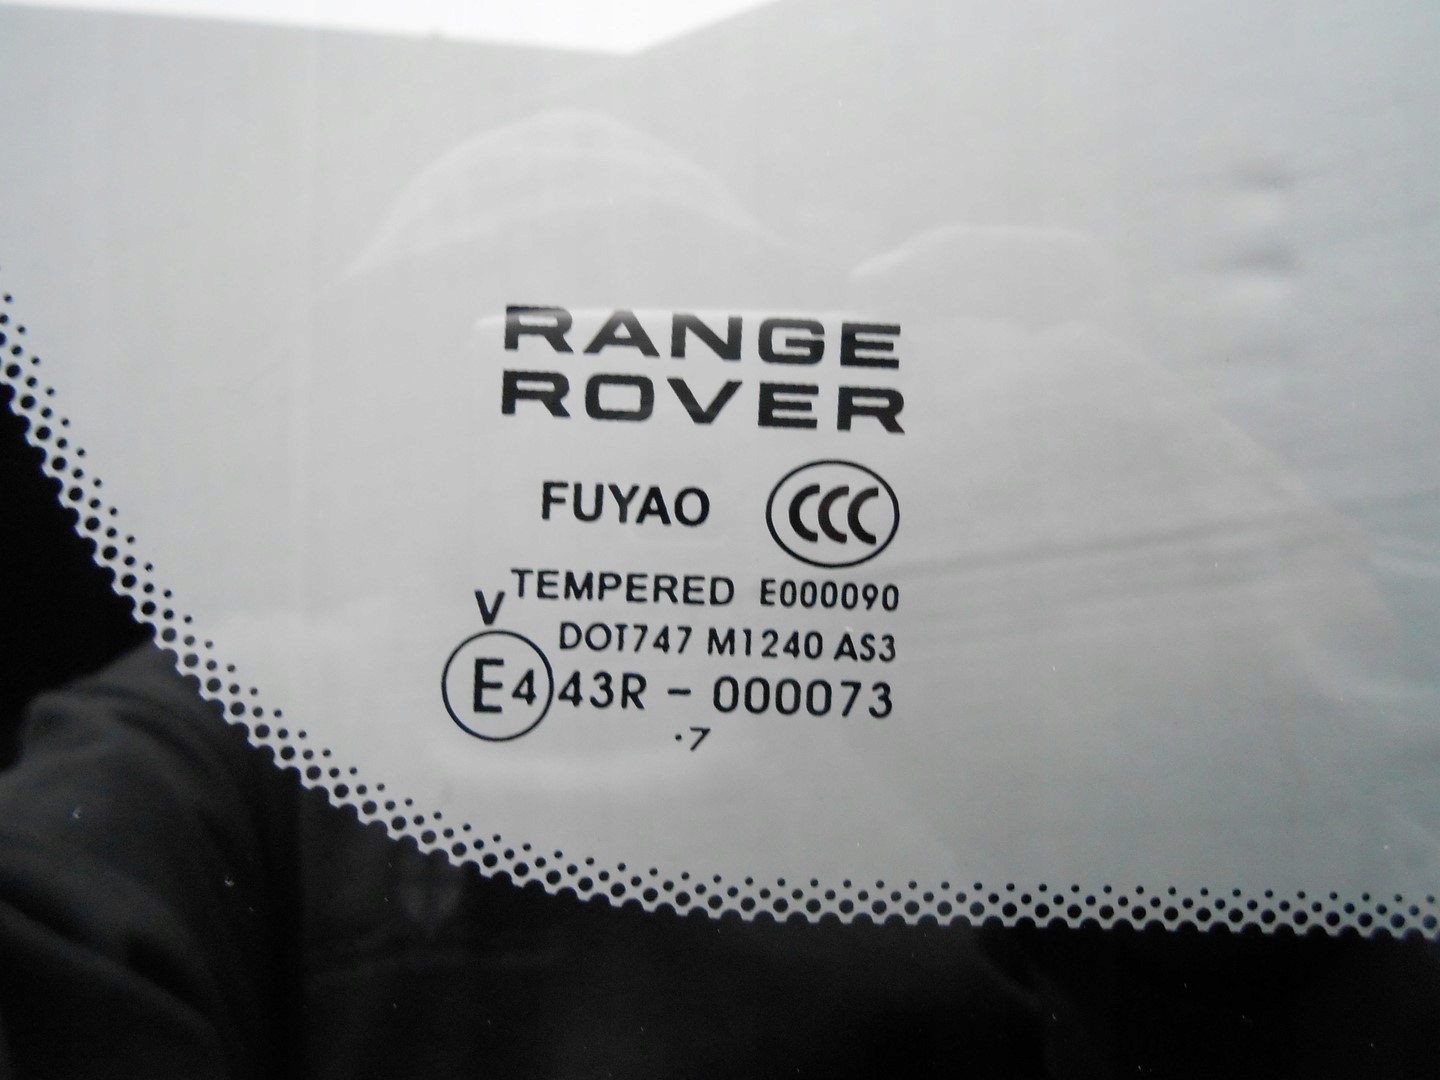 RANGE
ROVER
FUYAO CCC
V TEMPERED E000090
DOT747 M1240 AS3
E4 43R - 000073
.7